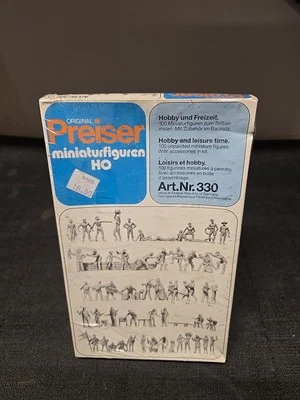 ORIGINAL
Preiser
miniaturfiguren
HO
Hobby und Freizeit.
100 Miniaturfiguren zum Selbst-
Mit Zubehör im Bausatz.
Hobby and leisure time.
100 unpainted miniature figures
With accessories in kit
Loisirs et hobby.
100 figurines miniatures à peindre.
Avec accessoires en boîte
d'assemblage.
Art.Nr. 330